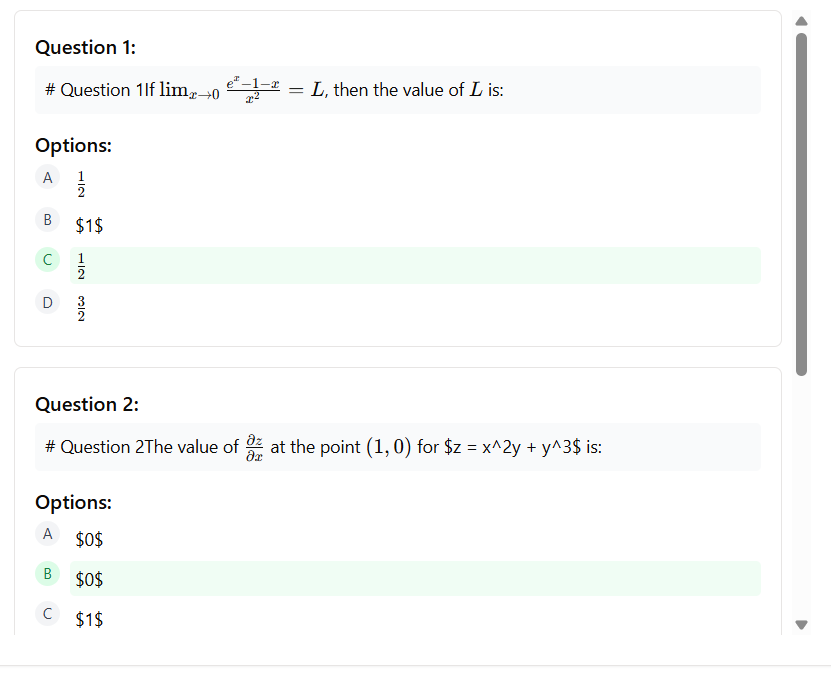 Question 1:
# Question 1If $\lim_{x \to 0} \frac{e^x - 1 - x}{x^2} = L$, then the value of $L$ is:
Options:
A $\frac{1}{2}$
B $1$
C $\frac{1}{2}$
D $\frac{3}{2}$
Question 2:
# Question 2The value of $\frac{\partial z}{\partial x}$ at the point $(1, 0)$ for $z = x^2y + y^3$ is:
Options:
A $0$
B $0$
C $1$